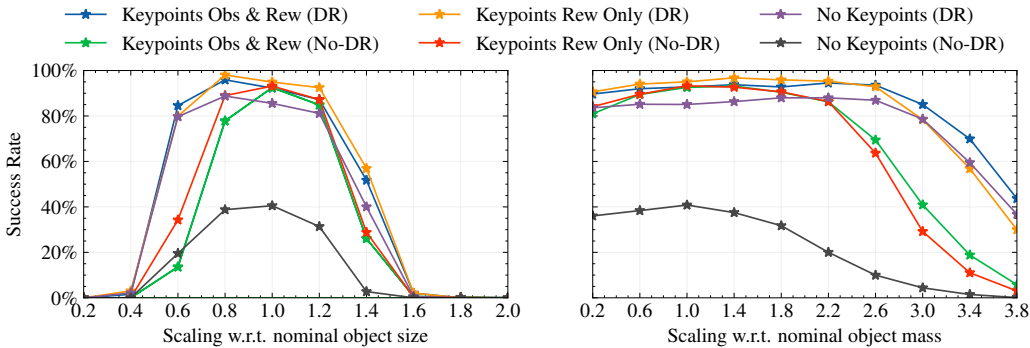 Keypoints Obs & Rew (DR) Keypoints Rew Only (DR) No Keypoints (DR)
Keypoints Obs & Rew (No-DR) Keypoints Rew Only (No-DR) No Keypoints (No-DR)
100%
80%
60%
40%
20%
0%
Success Rate
0.2 0.4 0.6 0.8 1.0 1.2 1.4 1.6 1.8 2.0
Scaling w.r.t. nominal object size
0.2 0.6 1.0 1.4 1.8 2.2 2.6 3.0 3.4 3.8
Scaling w.r.t. nominal object mass